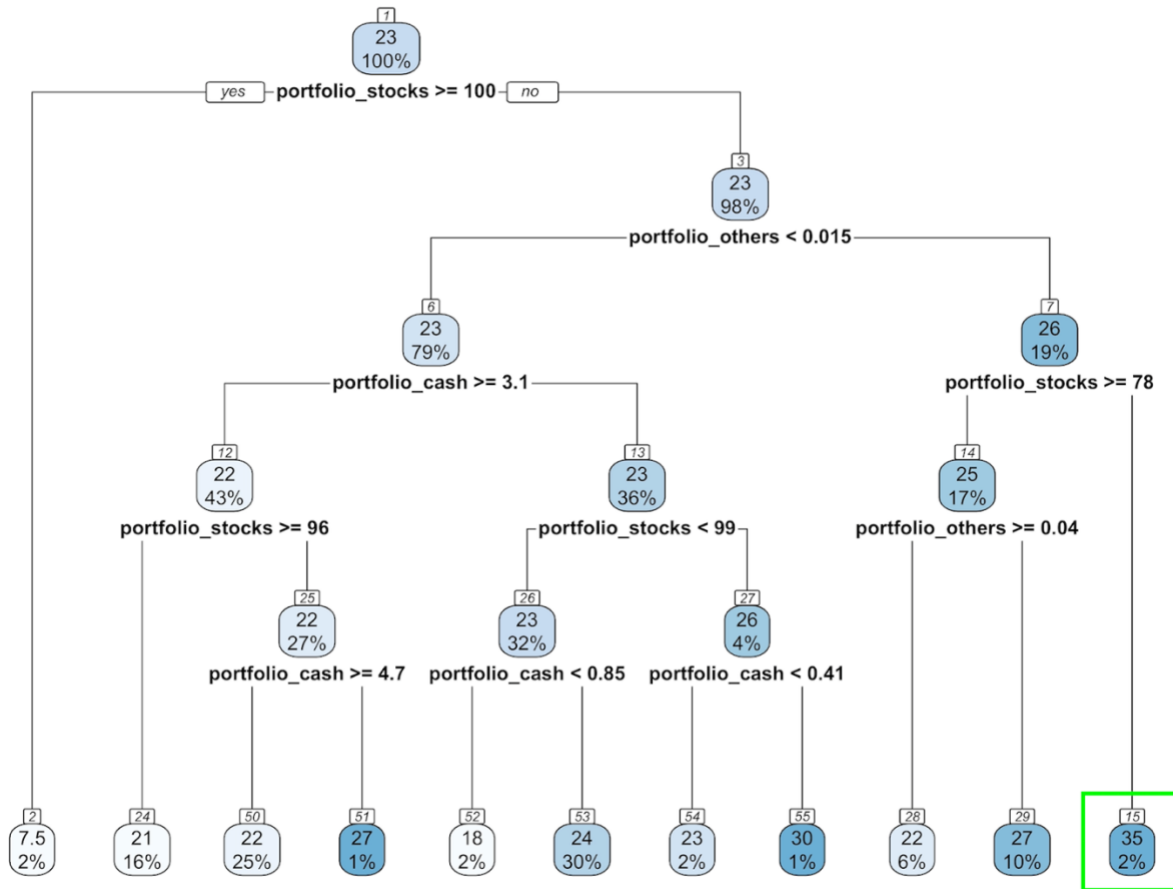 1
23
100%
yes portfolio_stocks >= 100 no
3
23
98%
portfolio_others < 0.015
6 7
23 26
79% 19%
portfolio_cash >= 3.1 portfolio_stocks >= 78
12 13 14
22 23 25
43% 36% 17%
portfolio_stocks >= 96 portfolio_stocks < 99 portfolio_others >= 0.04
25 26 27
22 23 26
27% 32% 4%
portfolio_cash >= 4.7 portfolio_cash < 0.85 portfolio_cash < 0.41
2 24 50 51 52 53 54 55 28 29 15
7.5 21 22 27 18 24 23 30 22 27 35
2% 16% 25% 1% 2% 30% 2% 1% 6% 10% 2%